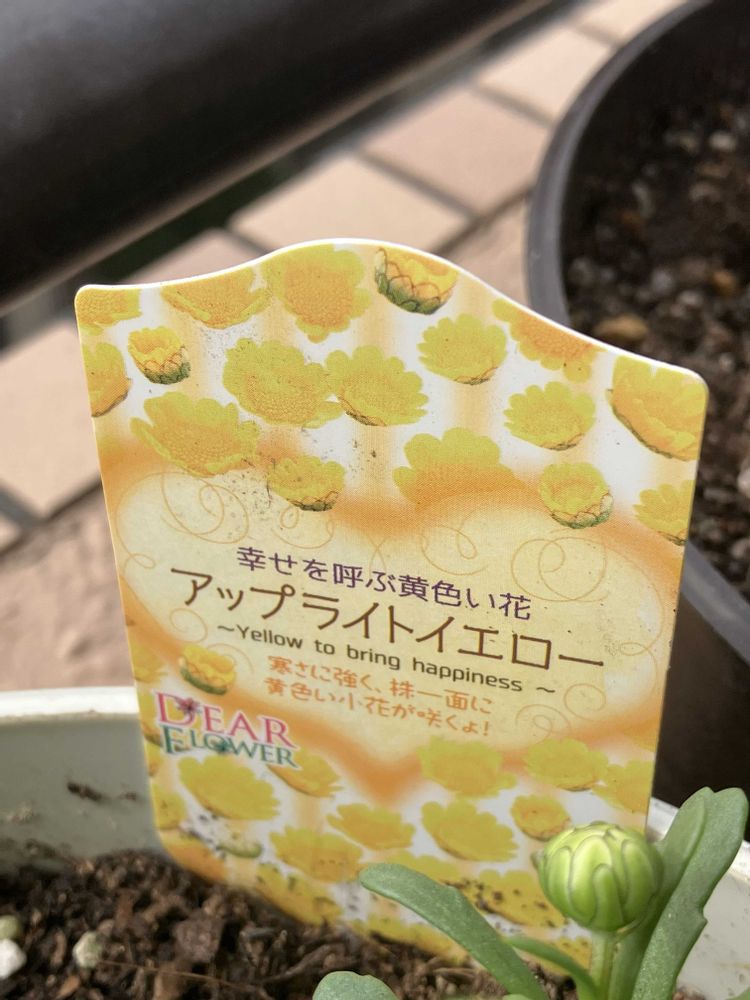 幸せを呼ぶ黄色い花
アップライトイエロー
~Yellow to bring happiness ~
寒さに強く、株一面に
黄色い小花が咲くよ!
DEAR
FLOWER